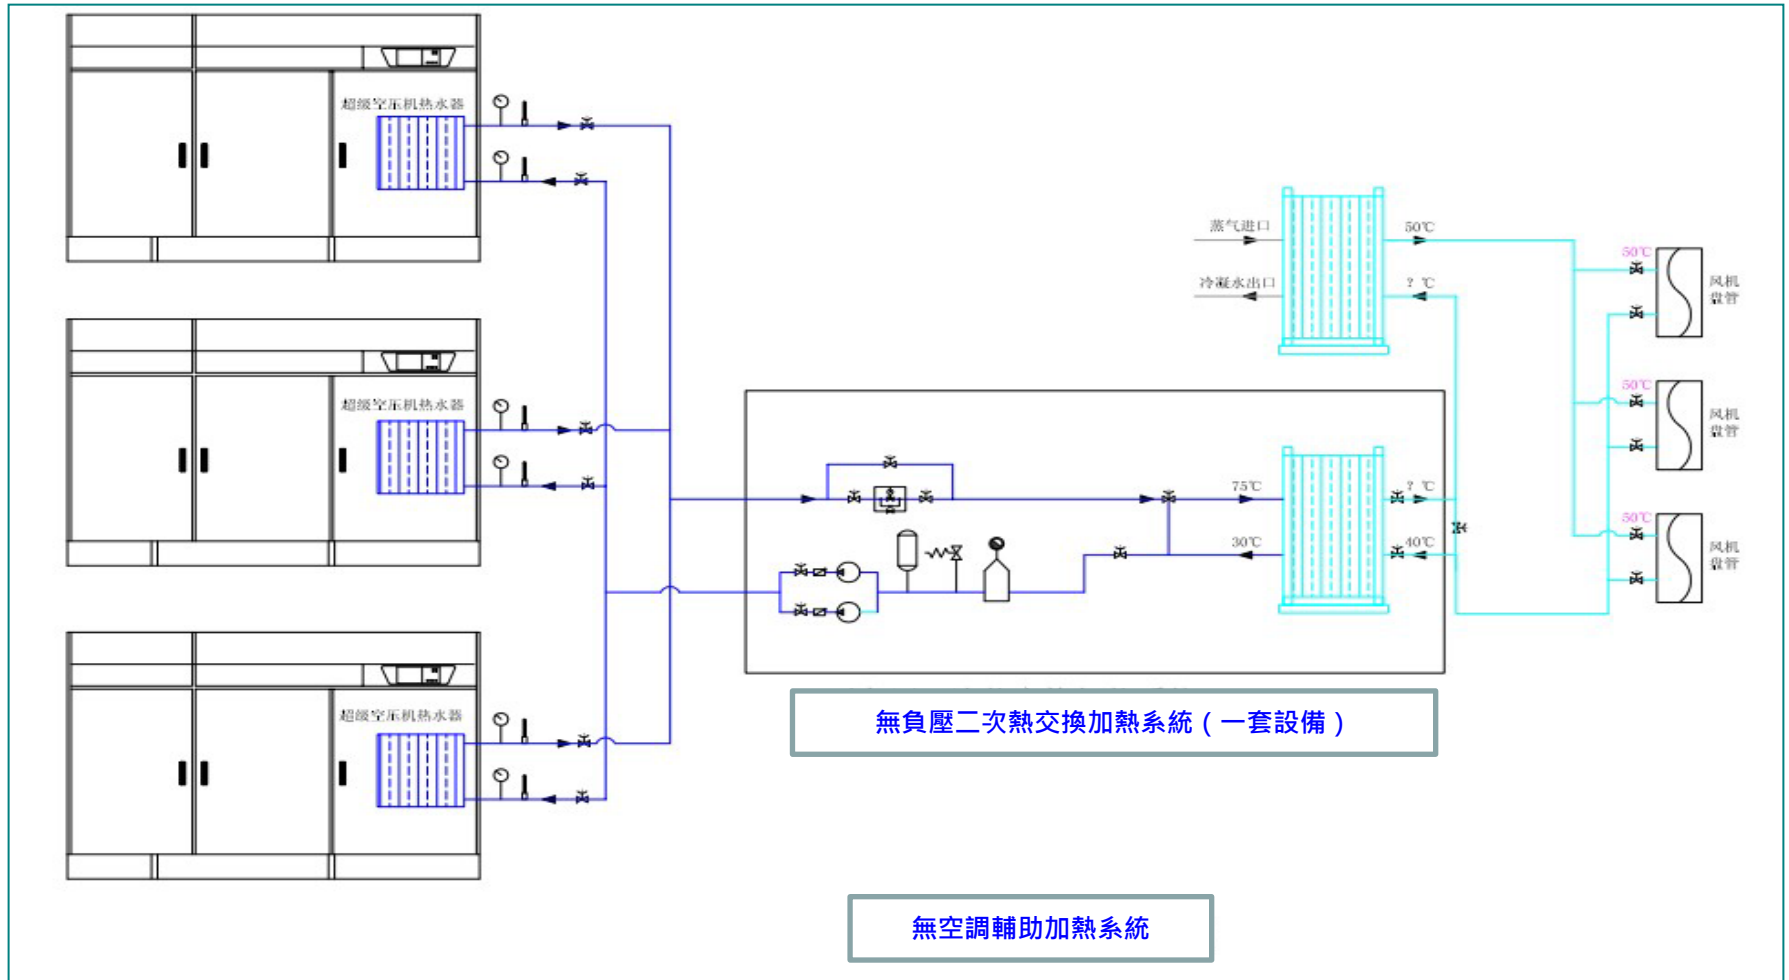 超级空压机热水器
蒸气进口
50℃
冷凝水出口
? ℃
50℃
风机
盘管
超级空压机热水器
50℃
风机
盘管
75℃
? ℃
30℃
40℃
50℃
风机
盘管
超级空压机热水器
無負壓二次熱交換加熱系統（一套設備）
無空調輔助加熱系統